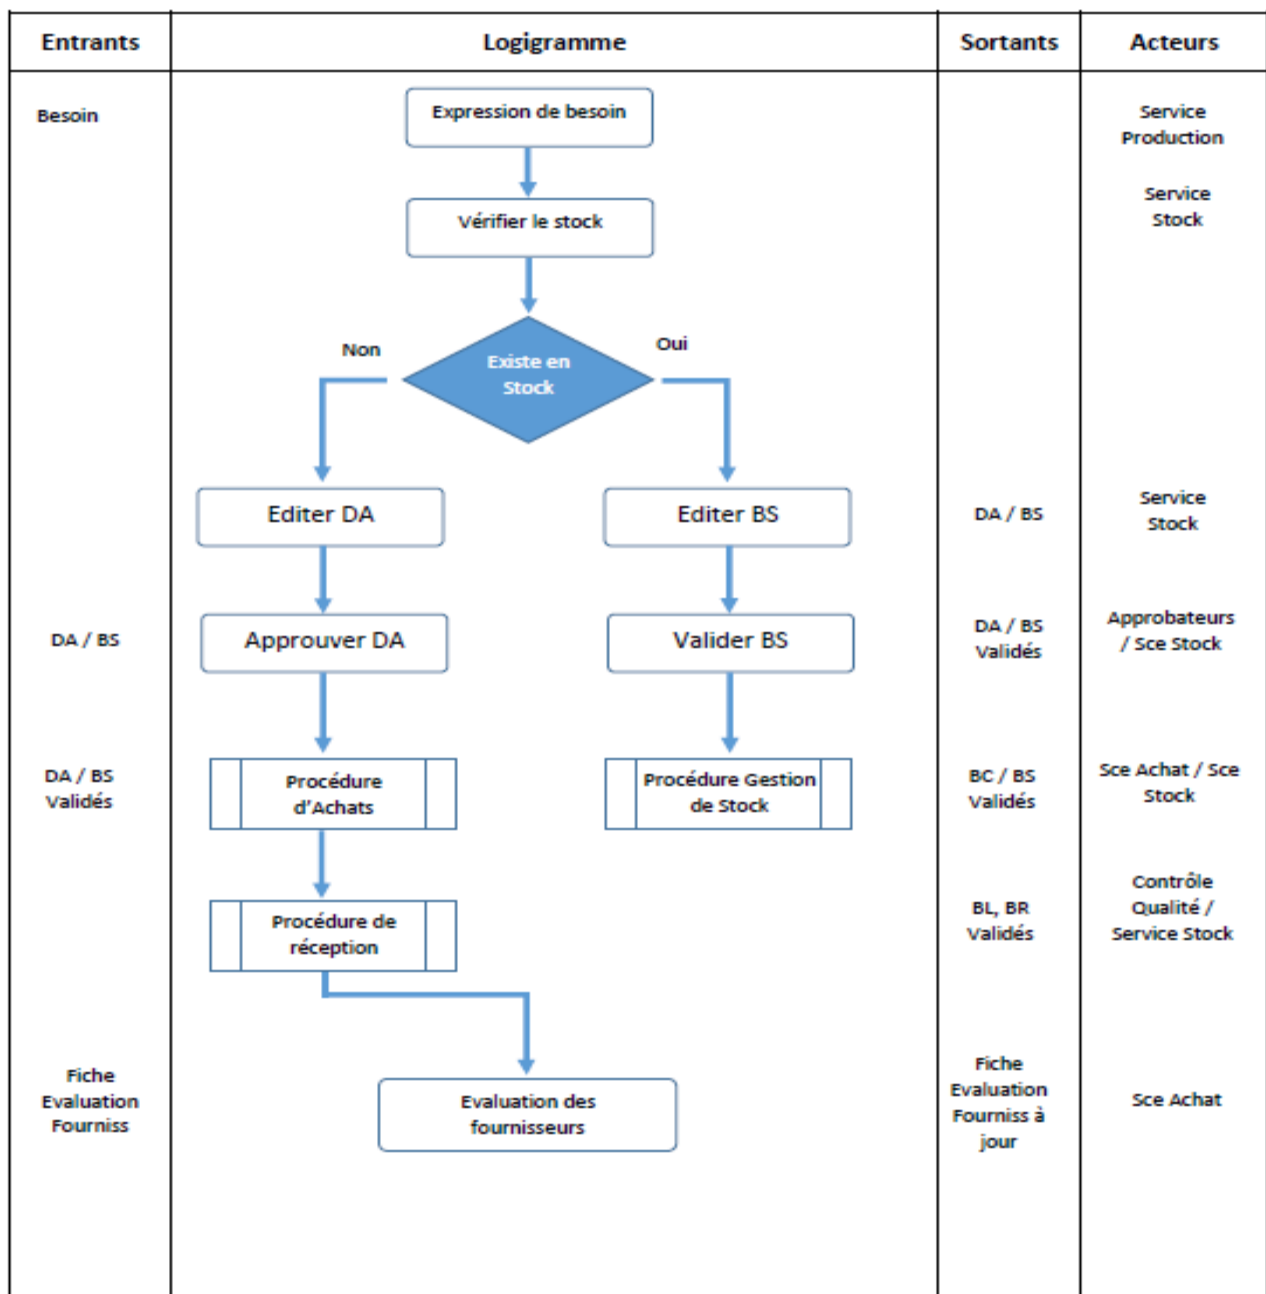 Entrants
Logigramme
Sortants
Acteurs
Besoin
Expression de besoin
Service
Production
Vérifier le stock
Service
Stock
Non
Existe en
Stock
Oui
Editer DA
Editer BS
DA / BS
Service
Stock
DA / BS
Approuver DA
Valider BS
DA / BS
Validés
Approbateurs
/ Sce Stock
DA / BS
Validés
Procédure
d'Achats
Procédure Gestion
de Stock
BC / BS
Validés
Sce Achat / Sce
Stock
Procédure de
réception
BL, BR
Validés
Contrôle
Qualité /
Service Stock
Fiche
Evaluation
Fourniss
Evaluation des
fournisseurs
Fiche
Evaluation
Fourniss à
jour
Sce Achat